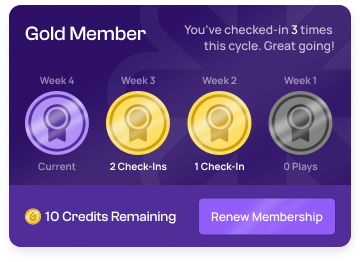 Gold Member
You've checked-in 3 times
this cycle. Great going!
Week 4
Week 3
Week 2
Week 1
Current
2 Check-Ins
1 Check-In
0 Plays
10 Credits Remaining
Renew Membership